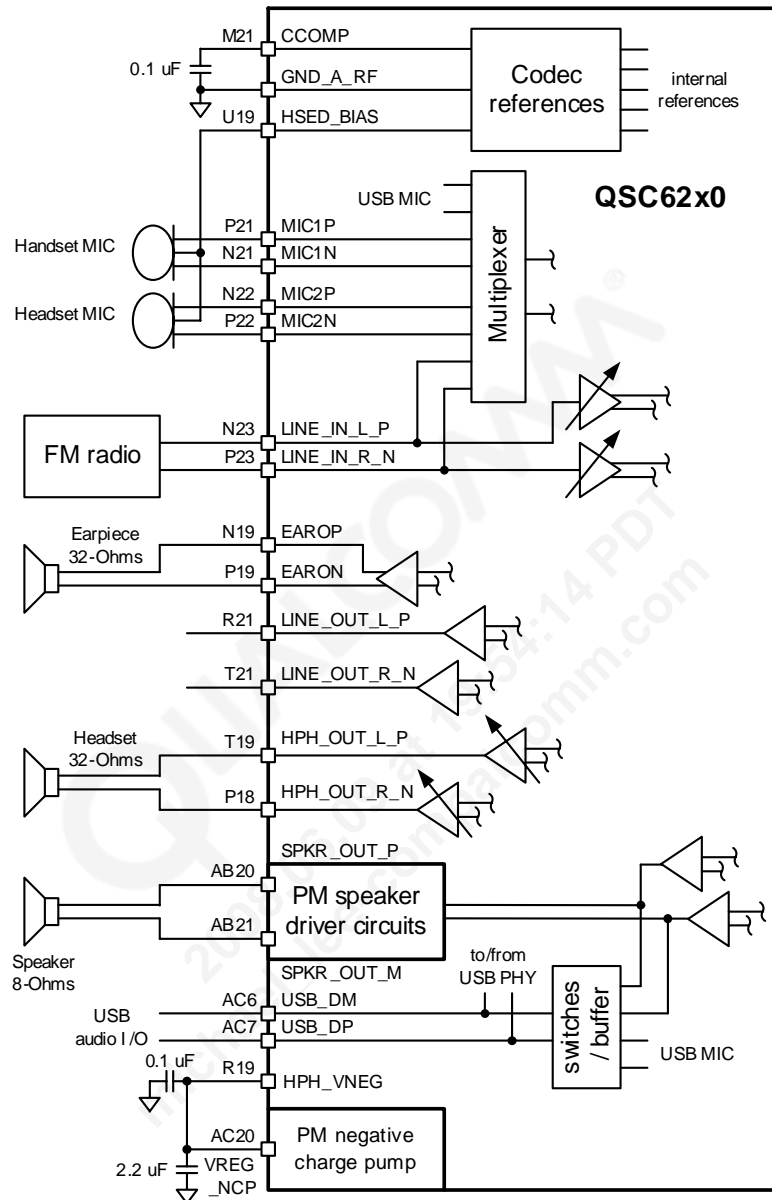 M21 CCOMP
0.1 uF
GND_A_RF
U19 HSED_BIAS
Codec
references
internal
references
QSC62x0
USB MIC
Multiplexer
Handset MIC
P21 MIC1P
N21 MIC1N
Headset MIC
N22 MIC2P
P22 MIC2N
FM radio
N23 LINE_IN_L_P
P23 LINE_IN_R_N
Earpiece
32-Ohms
N19 EAROP
P19 EARON
R21 LINE_OUT_L_P
T21 LINE_OUT_R_N
Headset
32-Ohms
T19 HPH_OUT_L_P
P18 HPH_OUT_R_N
SPKR_OUT_P
AB20
PM speaker
driver circuits
AB21
Speaker
8-Ohms
SPKR_OUT_M
to/from
USB PHY
USB
audio I/O
AC6 USB_DM
AC7 USB_DP
switches
/ buffer
USB MIC
0.1 uF
R19 HPH_VNEG
AC20
PM negative
charge pump
2.2 uF
VREG
_NCP
QUALCOMM
®